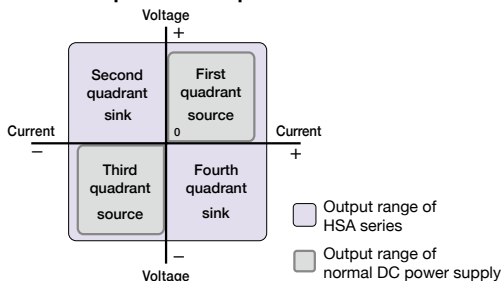 Voltage
+
Second
quadrant
sink
First
quadrant
source
Current
−
0
Current
+
Third
quadrant
source
Fourth
quadrant
sink
−
Voltage
Output range of
HSA series
Output range of
normal DC power supply